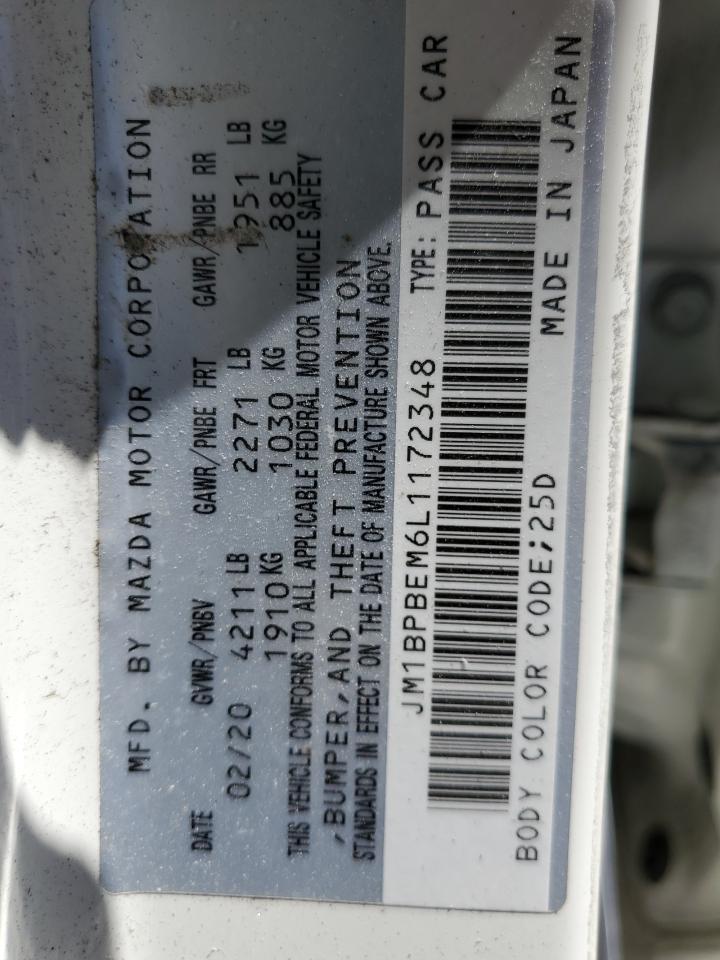 MFD. BY MAZDA MOTOR CORPORATION
DATE GVWR/PNBV GAWR/PNBE FRT GAWR/PNBE RR
02/20 4211 LB 2271 LB 1951 LB
1910 KG 1030 KG 885 KG
THIS VEHICLE CONFORMS TO ALL APPLICABLE FEDERAL MOTOR VEHICLE SAFETY
,BUMPER,AND THEFT PREVENTION
STANDARDS IN EFFECT ON THE DATE OF MANUFACTURE SHOWN ABOVE.
JM1BPBEM6L1172348 TYPE: PASS CAR
BODY COLOR CODE;25D MADE IN JAPAN